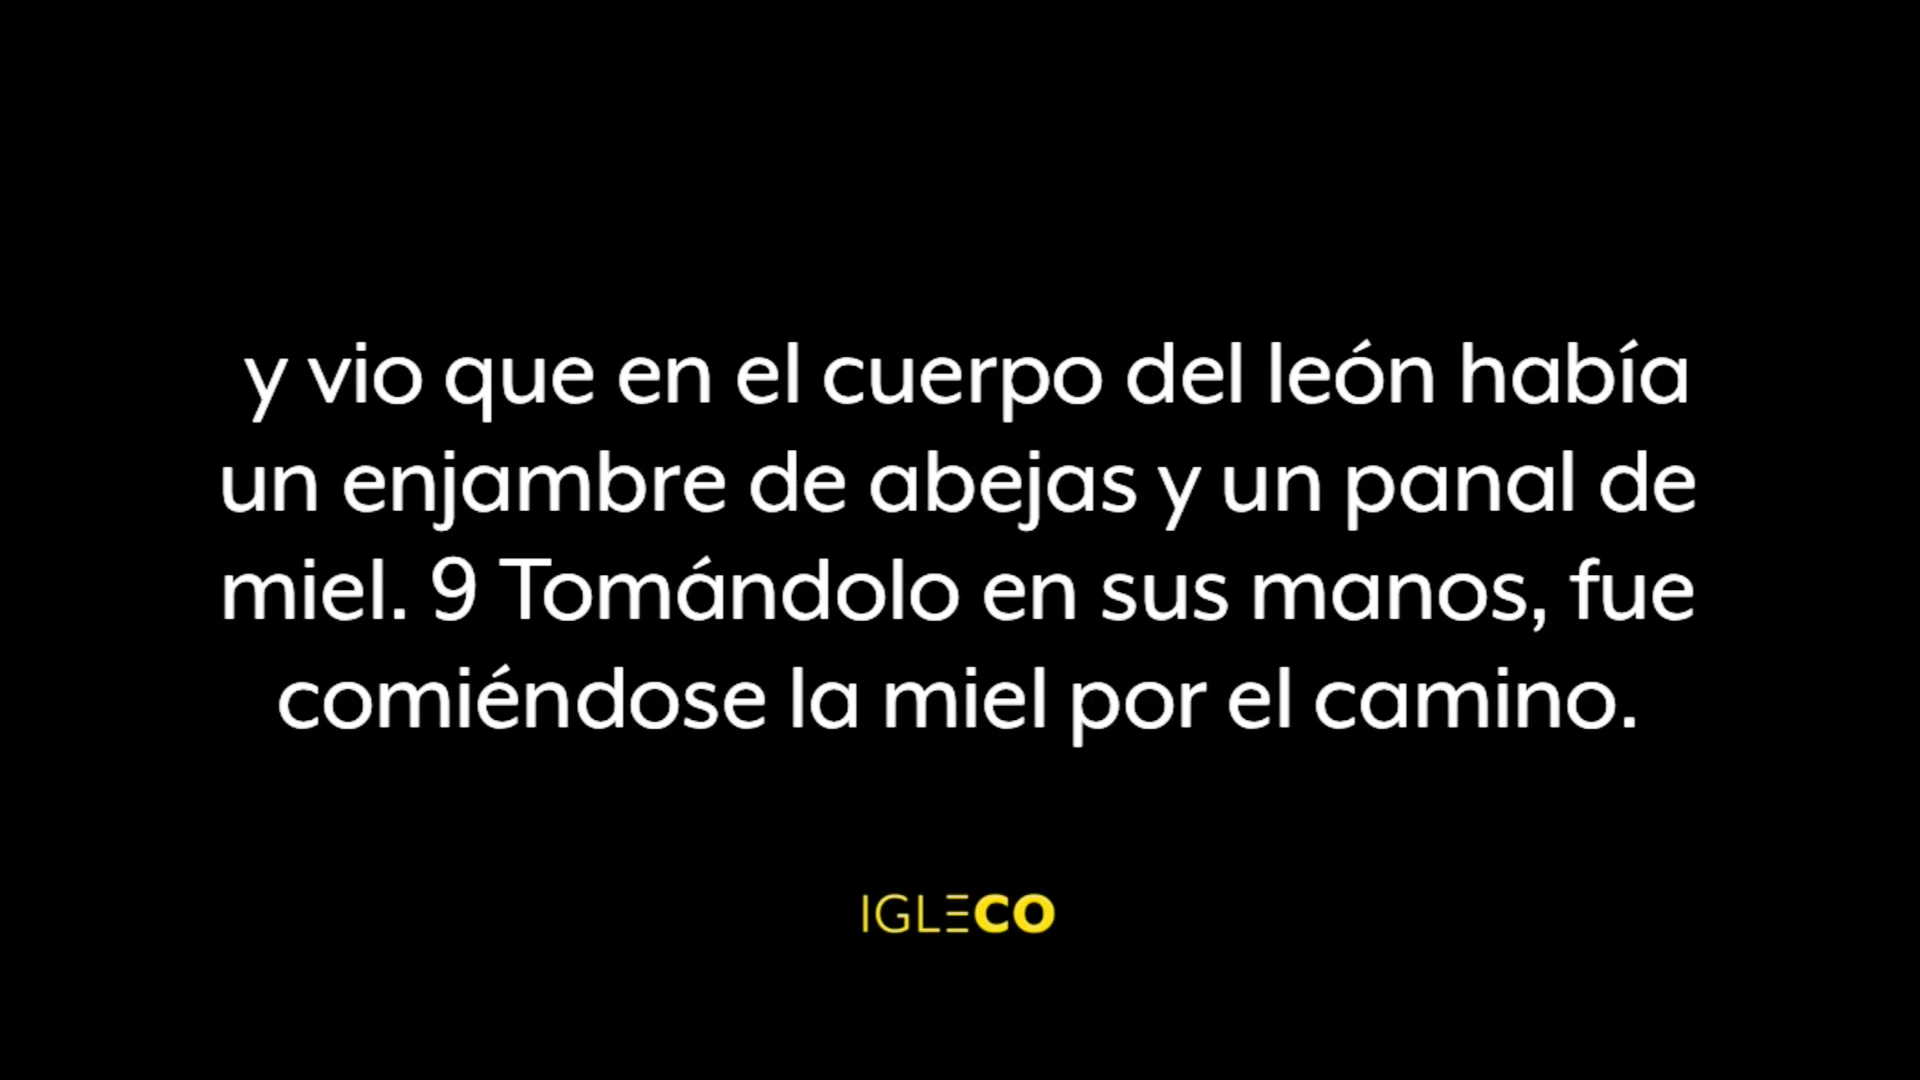 y vio que en el cuerpo del león había
un enjambre de abejas y un panal de
miel. 9 Tomándolo en sus manos, fue
comiéndose la miel por el camino.
IGLECO